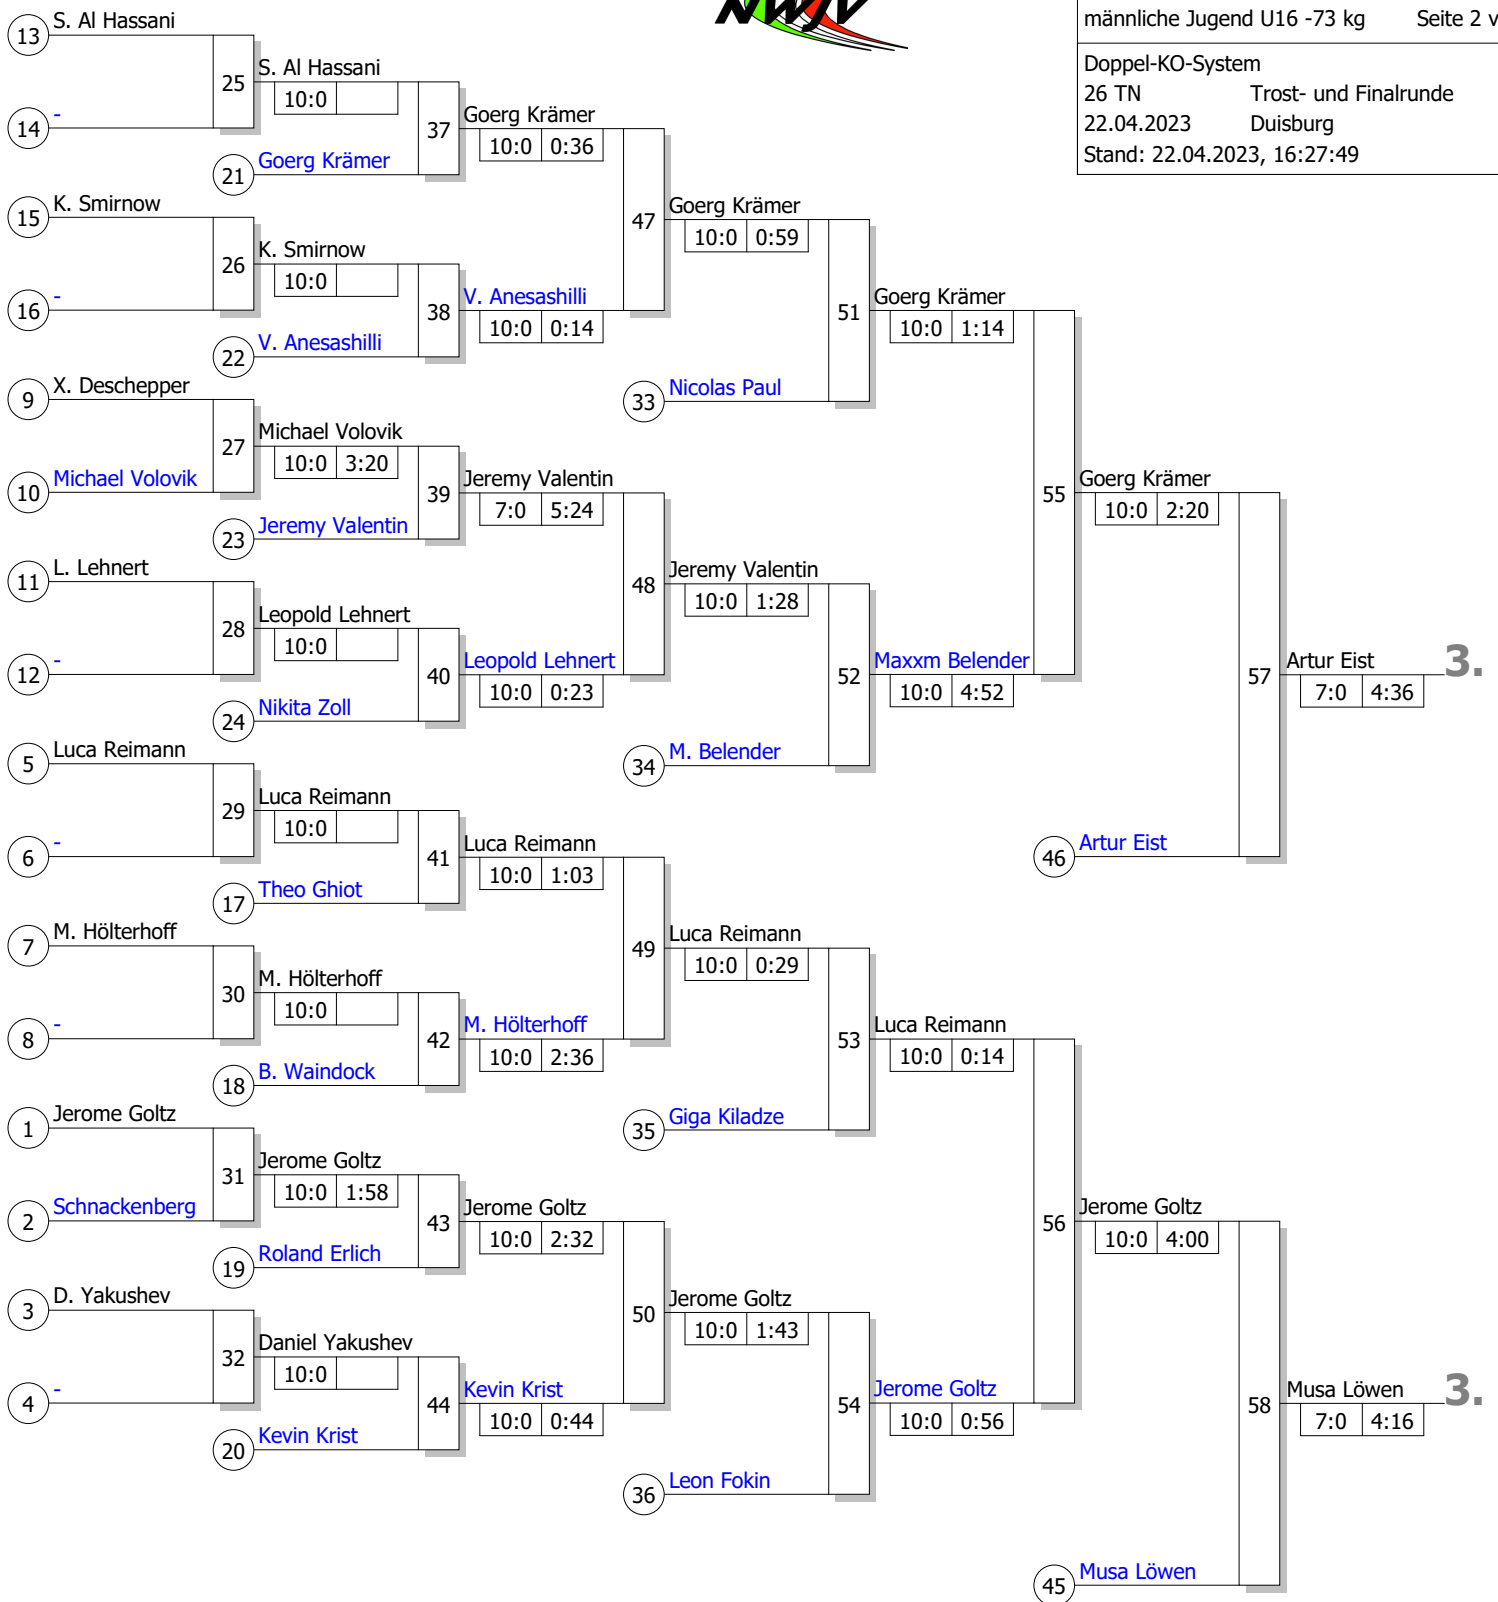 NWJV
männliche Jugend U16 -73 kg Seite 2 v
Doppel-KO-System
26 TN Trost- und Finalrunde
22.04.2023 Duisburg
Stand: 22.04.2023, 16:27:49
13 S. Al Hassani
25 S. Al Hassani
10:0
14 -
37 Goerg Krämer
10:0 0:36
21 Goerg Krämer
15 K. Smirnow
47 Goerg Krämer
10:0 0:59
26 K. Smirnow
10:0
16 -
38 V. Anesashilli
10:0 0:14
22 V. Anesashilli
51 Goerg Krämer
10:0 1:14
9 X. Deschepper
33 Nicolas Paul
27 Michael Volovik
10:0 3:20
10 Michael Volovik
39 Jeremy Valentin
7:0 5:24
23 Jeremy Valentin
55 Goerg Krämer
10:0 2:20
11 L. Lehnert
48 Jeremy Valentin
10:0 1:28
28 Leopold Lehnert
10:0
12 -
40 Leopold Lehnert
10:0 0:23
24 Nikita Zoll
52 Maxxm Belender
10:0 4:52
57 Artur Eist 3.
7:0 4:36
5 Luca Reimann
34 M. Belender
29 Luca Reimann
10:0
6 -
41 Luca Reimann
10:0 1:03
46 Artur Eist
17 Theo Ghiot
7 M. Hölterhoff
49 Luca Reimann
10:0 0:29
30 M. Hölterhoff
10:0
8 -
42 M. Hölterhoff
10:0 2:36
18 B. Waindock
53 Luca Reimann
10:0 0:14
1 Jerome Goltz
35 Giga Kiladze
31 Jerome Goltz
10:0 1:58
2 Schnackenberg
43 Jerome Goltz
10:0 2:32
19 Roland Erlich
56 Jerome Goltz
10:0 4:00
3 D. Yakushev
50 Jerome Goltz
10:0 1:43
32 Daniel Yakushev
10:0
4 -
44 Kevin Krist
10:0 0:44
20 Kevin Krist
54 Jerome Goltz
10:0 0:56
58 Musa Löwen 3.
7:0 4:16
36 Leon Fokin
45 Musa Löwen